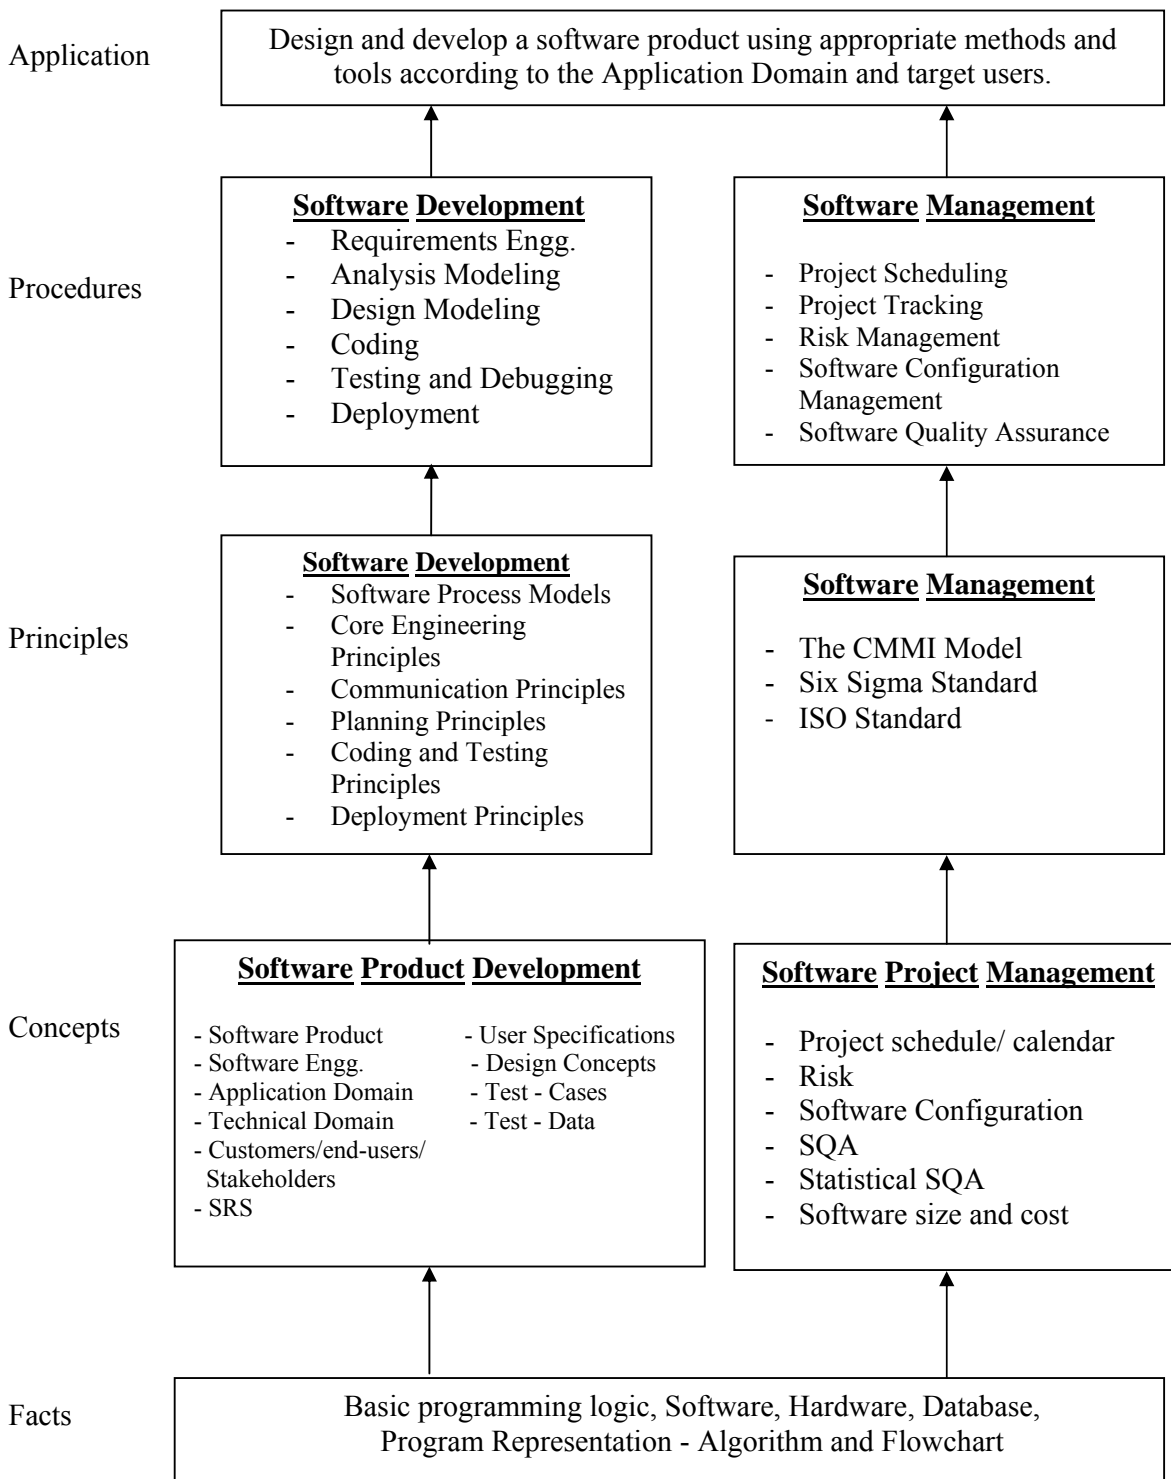 Application
Design and develop a software product using appropriate methods and
tools according to the Application Domain and target users.
Procedures
Software Development
- Requirements Engg.
- Analysis Modeling
- Design Modeling
- Coding
- Testing and Debugging
- Deployment
Software Management
- Project Scheduling
- Project Tracking
- Risk Management
- Software Configuration
Management
- Software Quality Assurance
Principles
Software Development
- Software Process Models
- Core Engineering
Principles
- Communication Principles
- Planning Principles
- Coding and Testing
Principles
- Deployment Principles
Software Management
- The CMMI Model
- Six Sigma Standard
- ISO Standard
Concepts
Software Product Development
- Software Product
- Software Engg.
- Application Domain
- Technical Domain
- Customers/end-users/
Stakeholders
- SRS
- User Specifications
- Design Concepts
- Test - Cases
- Test - Data
Software Project Management
- Project schedule/ calendar
- Risk
- Software Configuration
- SQA
- Statistical SQA
- Software size and cost
Facts
Basic programming logic, Software, Hardware, Database,
Program Representation - Algorithm and Flowchart